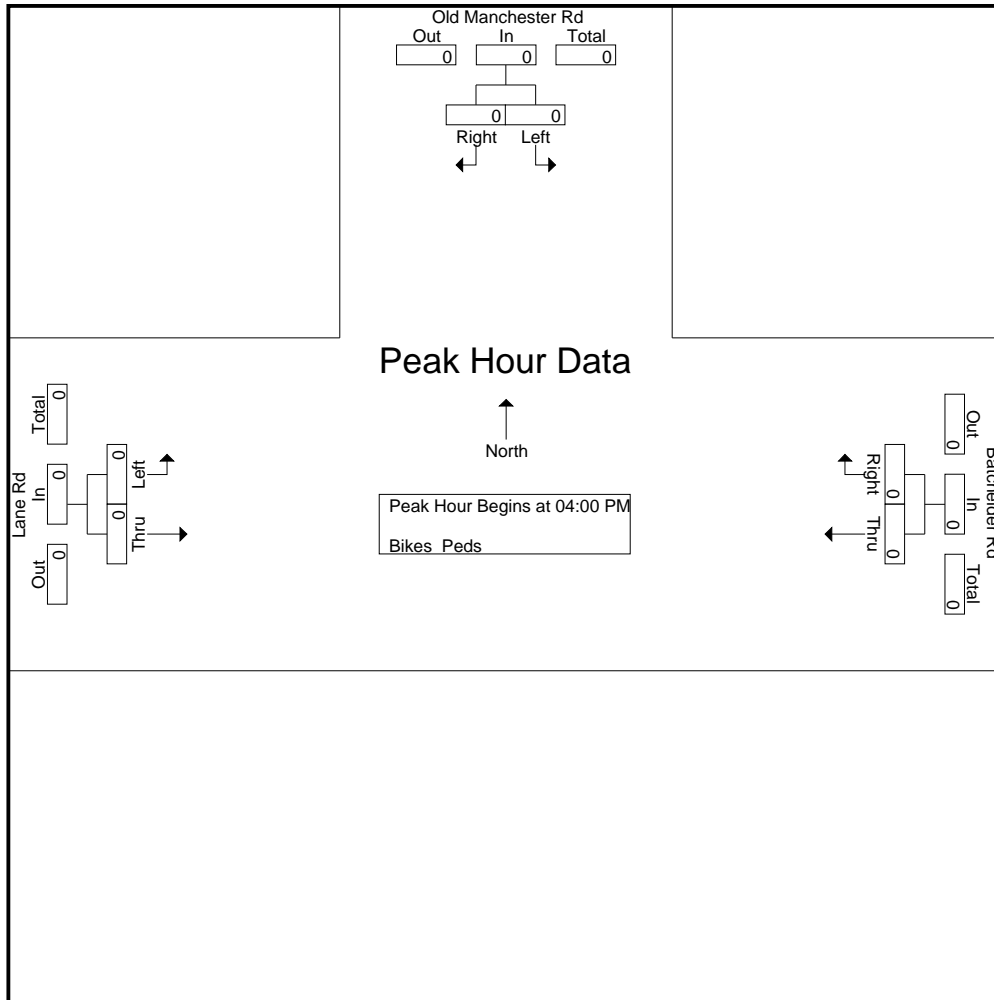 Old Manchester Rd
Out In Total
0 0 0
0 0
Right Left
Peak Hour Data
North
Peak Hour Begins at 04:00 PM
Bikes Peds
Lane Rd
Total In Out
0 0 0
Left Thru
0 0
Batchelder Rd
Out In Total
0 0 0
Right Thru
0 0